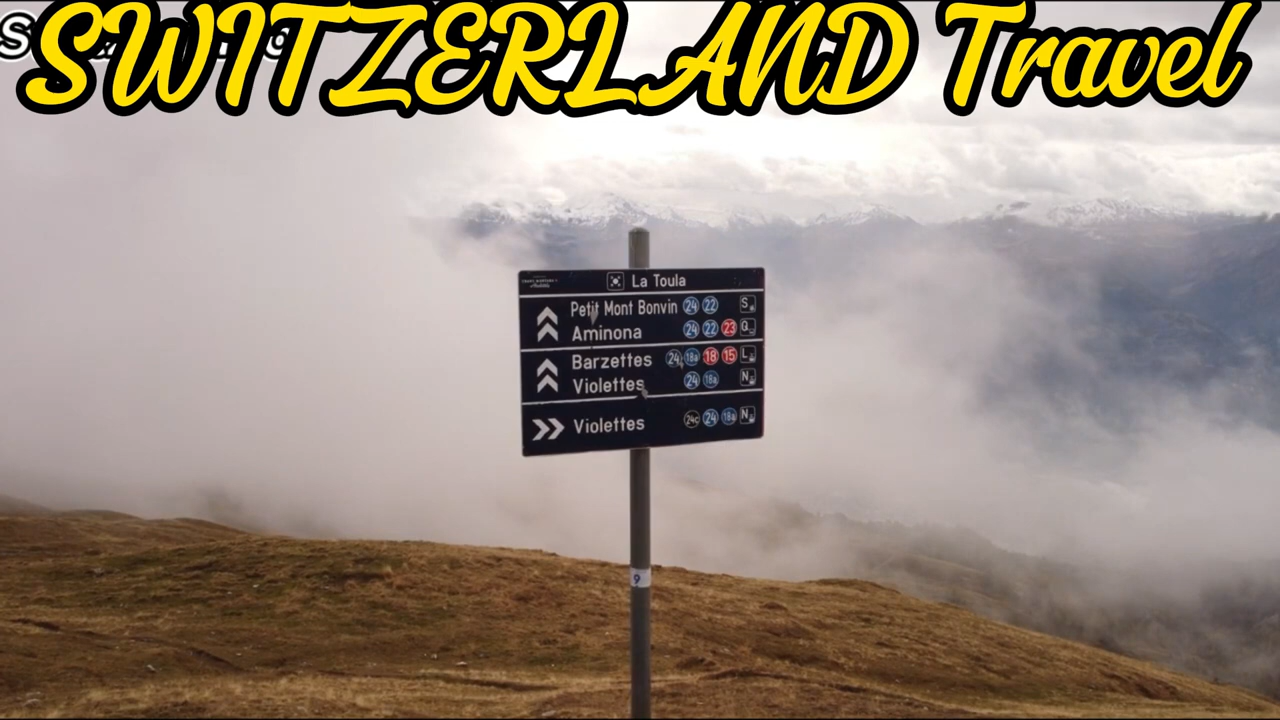 SWITZERLAND Travel
La Toula
Petit Mont Bonvin 24 22 S
Aminona 24 22 23 Q
Barzettes 24 18a 18 15 L
Violettes 24 18a N
Violettes 24c 24 18a N
9